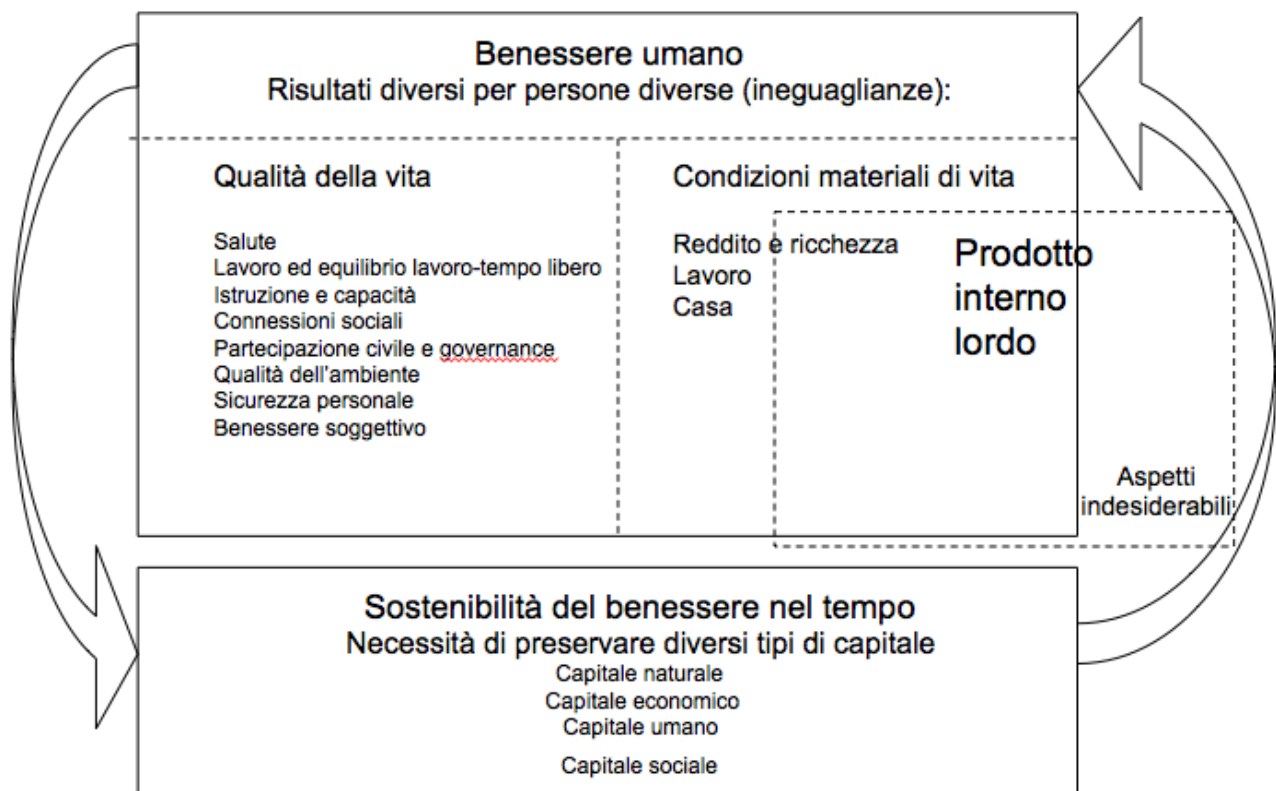 Benessere umano
Risultati diversi per persone diverse (ineguaglianze):
Qualità della vita
Salute
Lavoro ed equilibrio lavoro-tempo libero
Istruzione e capacità
Connessioni sociali
Partecipazione civile e governance
Qualità dell'ambiente
Sicurezza personale
Benessere soggettivo
Condizioni materiali di vita
Reddito e ricchezza
Lavoro
Casa
Prodotto
interno
lordo
Aspetti
indesiderabili
Sostenibilità del benessere nel tempo
Necessità di preservare diversi tipi di capitale
Capitale naturale
Capitale economico
Capitale umano
Capitale sociale